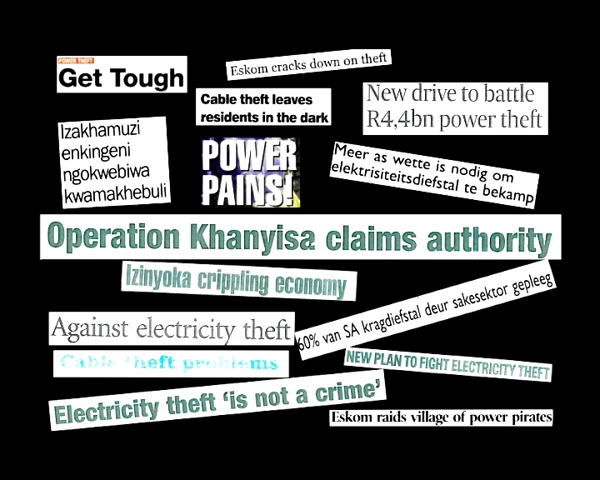 POWER THEFT
Get Tough
Eskom cracks down on theft
Cable theft leaves
residents in the dark
New drive to battle
R4,4bn power theft
Izakhamuzi
enkingeni
ngokwebiwa
kwamakhebuli
POWER
PAINS!
Meer as wette is nodig om
elektrisiteitsdiefstal te bekamp
Operation Khanyisa claims authority
Izinyoka crippling economy
60% van SA kragdiefstal deur sakesektor gepleeg
Against electricity theft
Cable theft problems
NEW PLAN TO FIGHT ELECTRICITY THEFT
Electricity theft ‘is not a crime’
Eskom raids village of power pirates